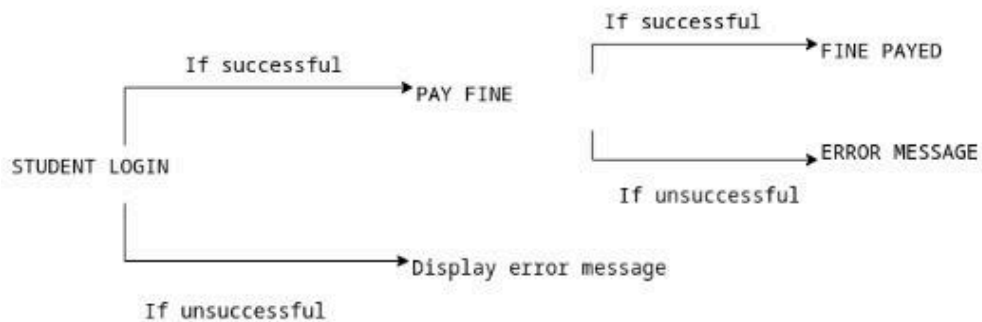 If successful
FINE PAYED
If successful
PAY FINE
ERROR MESSAGE
STUDENT LOGIN
If unsuccessful
Display error message
If unsuccessful